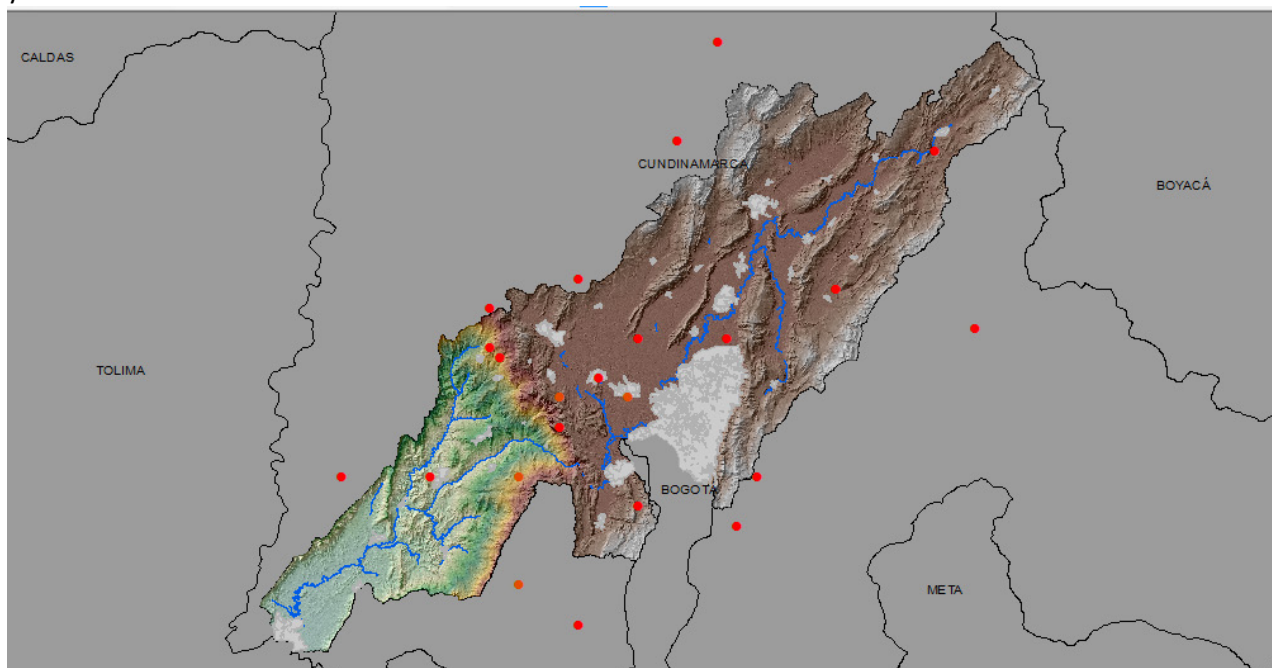 CALDAS
CUNDINAMARCA
BOYACÁ
TOLIMA
BOGOTÁ
META